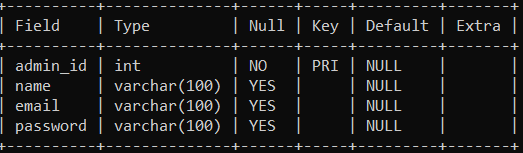 +----------+--------------+------+-----+---------+-------+
| Field    | Type         | Null | Key | Default | Extra |
+----------+--------------+------+-----+---------+-------+
| admin_id | int          | NO   | PRI | NULL    |       |
| name     | varchar(100) | YES  |     | NULL    |       |
| email    | varchar(100) | YES  |     | NULL    |       |
| password | varchar(100) | YES  |     | NULL    |       |
+----------+--------------+------+-----+---------+-------+